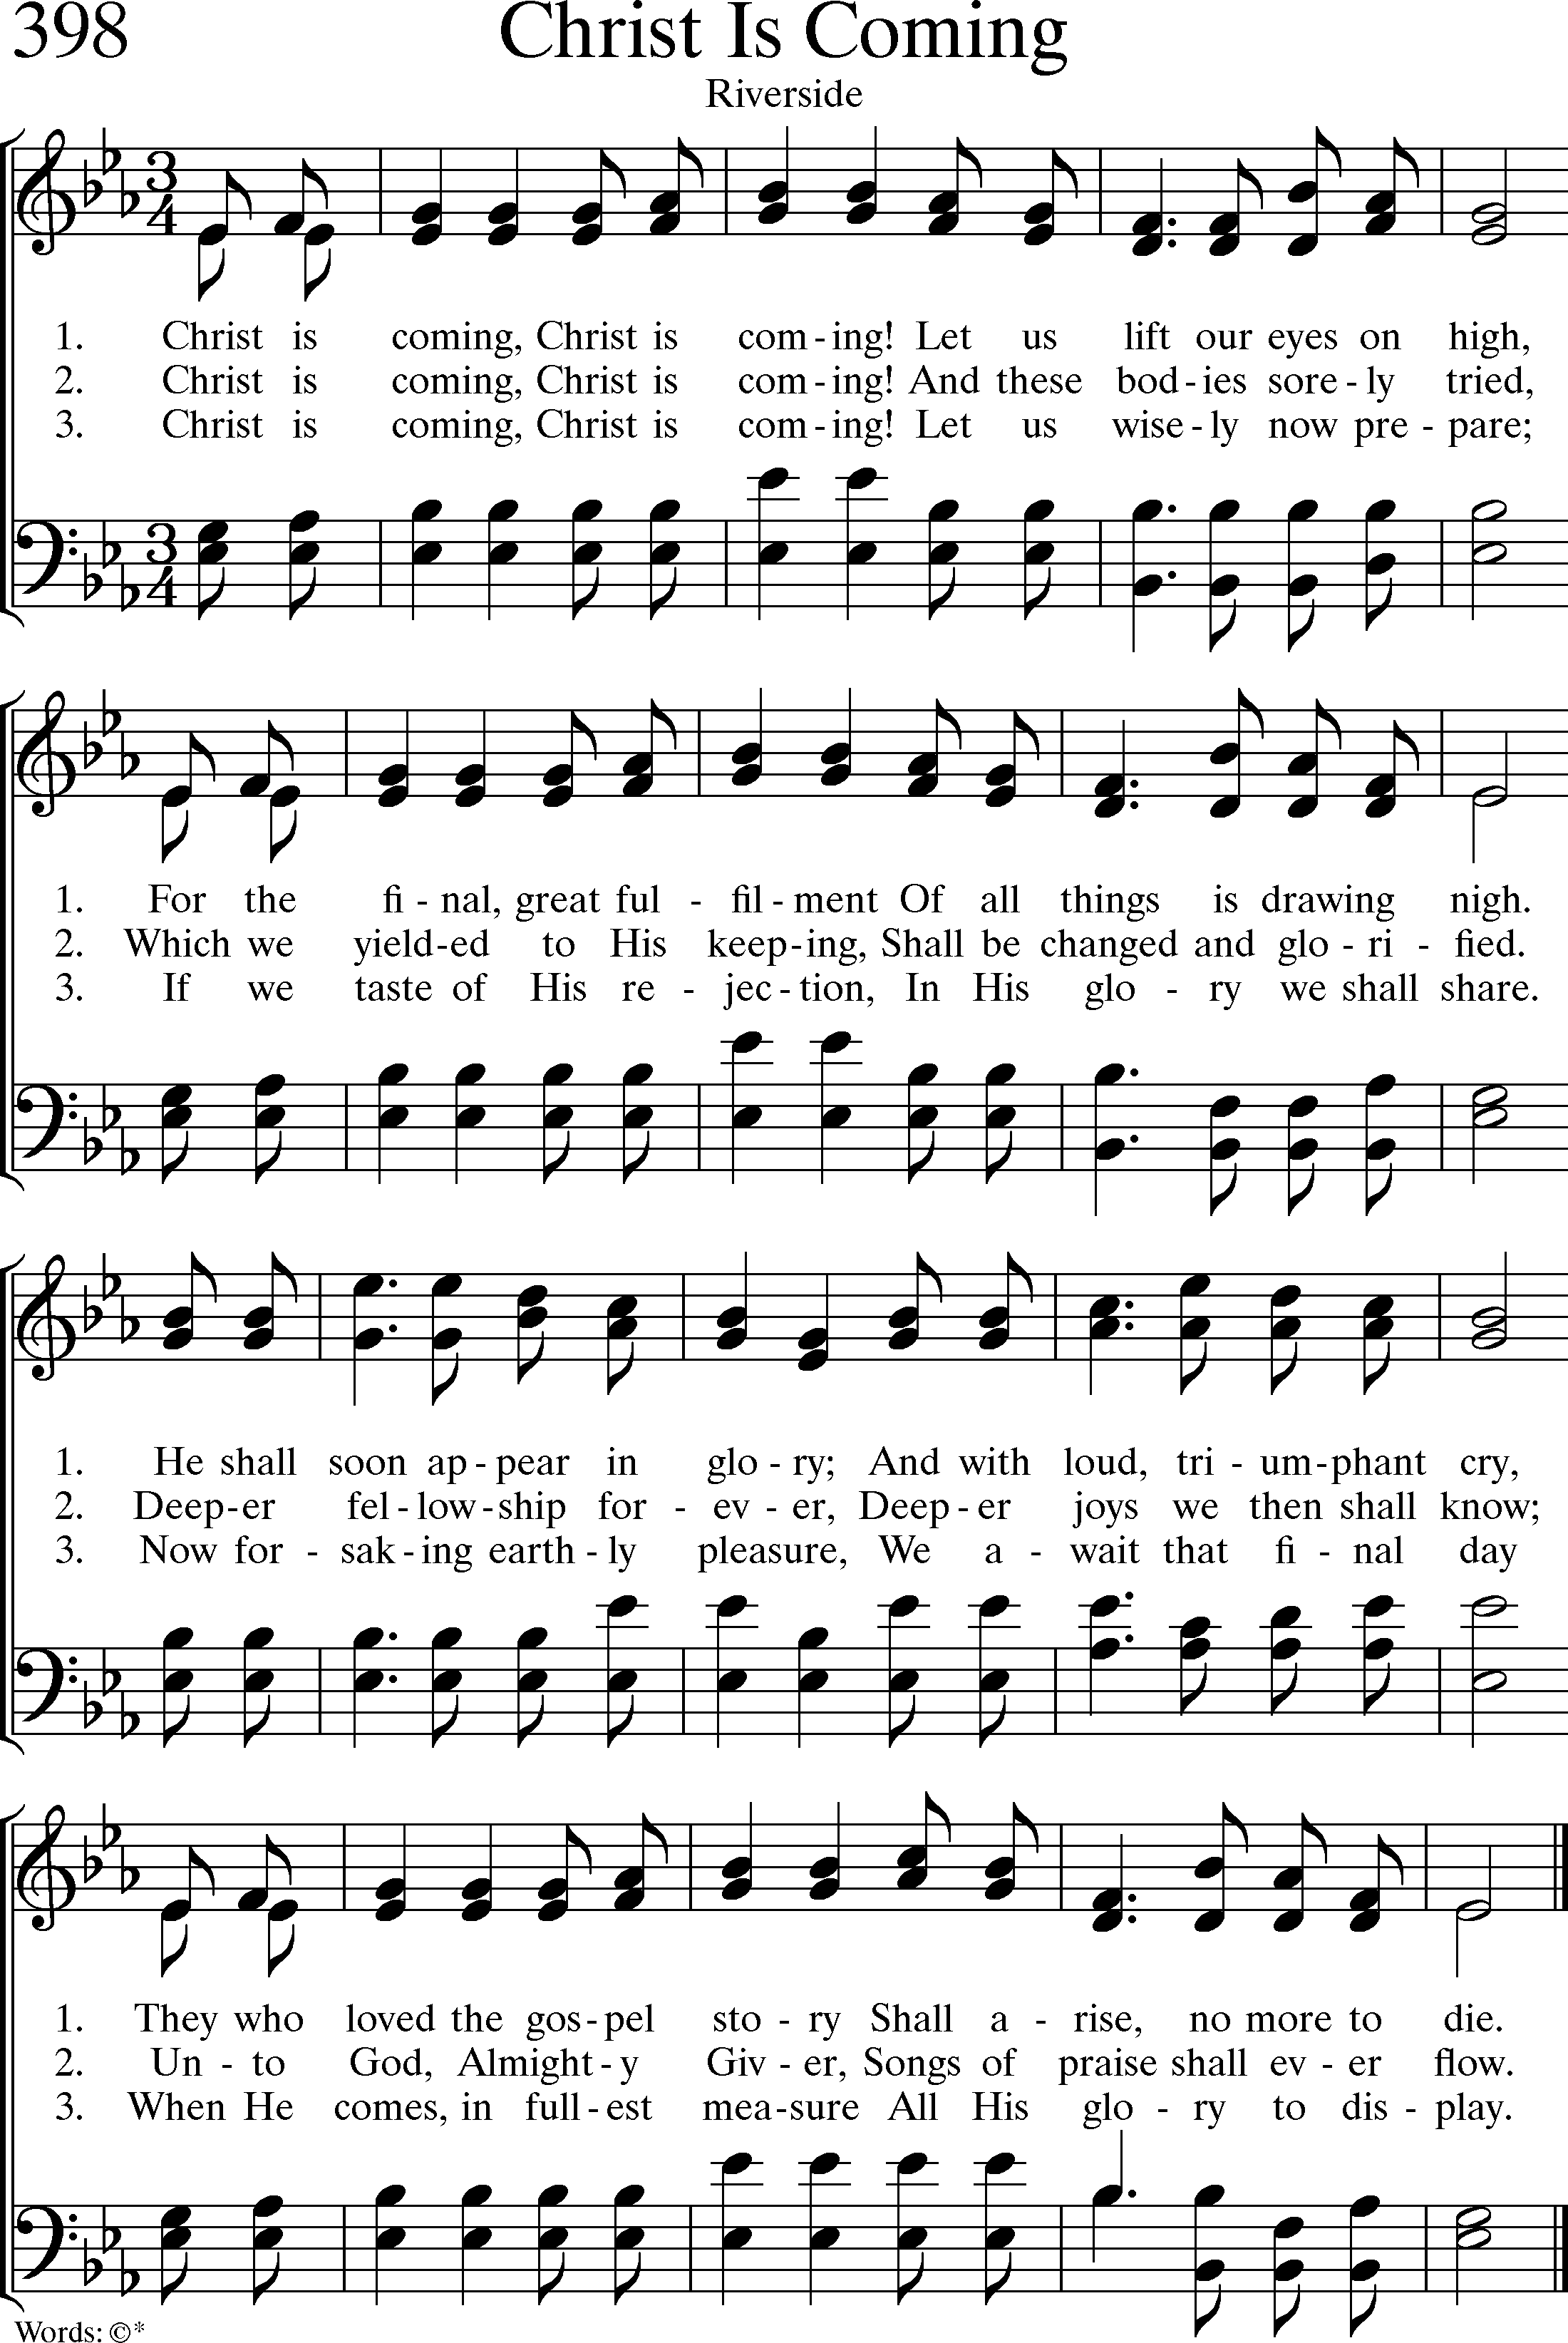 398 Christ Is Coming
Riverside
1. Christ is coming, Christ is com - ing! Let us lift our eyes on high,
2. Christ is coming, Christ is com - ing! And these bod - ies sore - ly tried,
3. Christ is coming, Christ is com - ing! Let us wise - ly now pre - pare;
1. For the fi - nal, great ful - fil - ment Of all things is drawing nigh.
2. Which we yield - ed to His keep - ing, Shall be changed and glo - ri - fied.
3. If we taste of His re - jec - tion, In His glo - ry we shall share.
1. He shall soon ap - pear in glo - ry; And with loud, tri - um - phant cry,
2. Deep - er fel - low - ship for - ev - er, Deep - er joys we then shall know;
3. Now for - sak - ing earth - ly pleasure, We a - wait that fi - nal day
1. They who loved the gos - pel sto - ry Shall a - rise, no more to die.
2. Un - to God, Almight - y Giv - er, Songs of praise shall ev - er flow.
3. When He comes, in full - est mea - sure All His glo - ry to dis - play.
Words: ©*